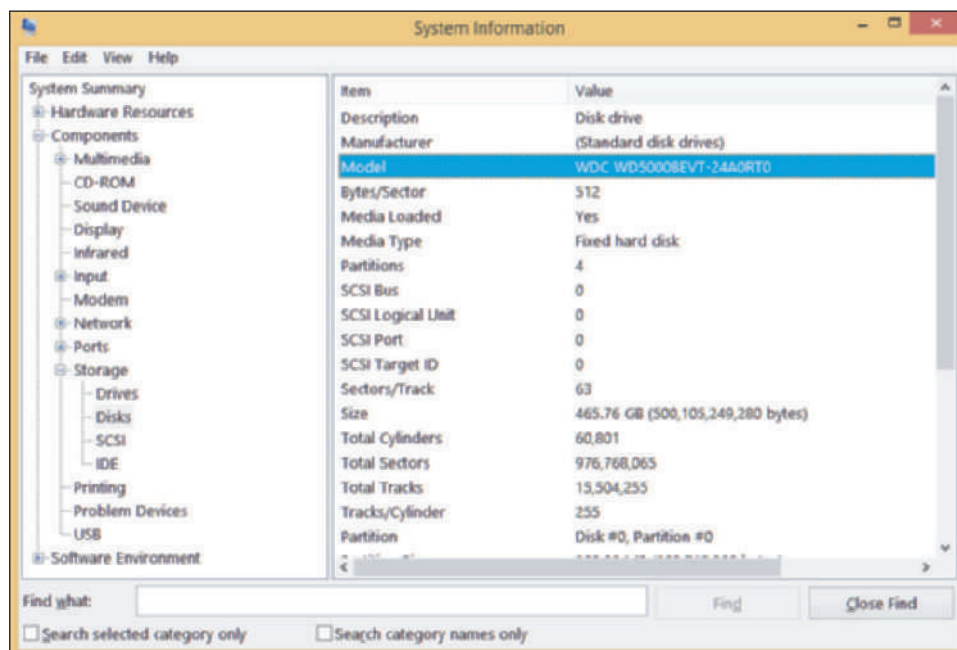 System Information
File Edit View Help
System Summary
Hardware Resources
Components
Multimedia
CD-ROM
Sound Device
Display
Infrared
Input
Modem
Network
Ports
Storage
Drives
Disks
SCSI
IDE
Printing
Problem Devices
USB
Software Environment
Item Value
Description Disk drive
Manufacturer (Standard disk drives)
Model WDC WD5000BEVT-24A0RT0
Bytes/Sector 512
Media Loaded Yes
Media Type Fixed hard disk
Partitions 4
SCSI Bus 0
SCSI Logical Unit 0
SCSI Port 0
SCSI Target ID 0
Sectors/Track 63
Size 465.76 GB (500,105,249,280 bytes)
Total Cylinders 60,801
Total Sectors 976,768,065
Total Tracks 15,504,255
Tracks/Cylinder 255
Partition Disk #0, Partition #0
Find what: Find Close Find
Search selected category only Search category names only